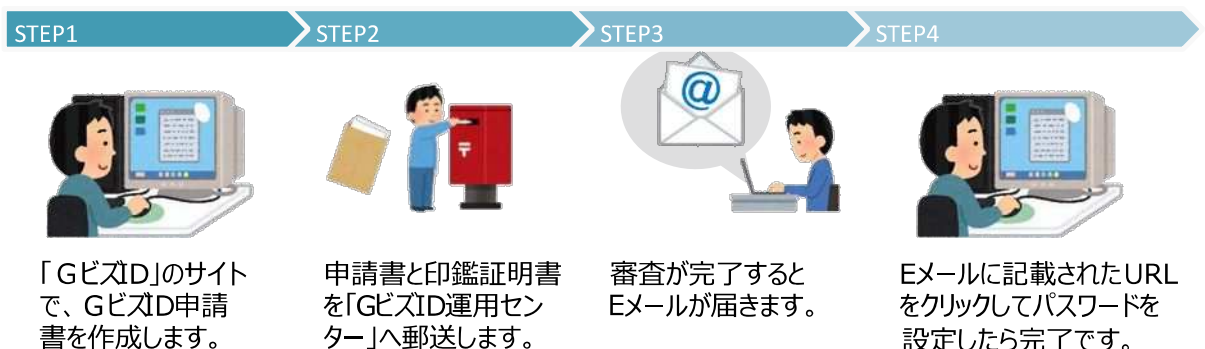 STEP1
STEP2
STEP3
STEP4
@
〒
「GビズID」のサイト
で、GビズID申請
書を作成します。
申請書と印鑑証明書
を「GビズID運用セン
ター」へ郵送します。
審査が完了すると
Eメールが届きます。
Eメールに記載されたURL
をクリックしてパスワードを
設定したら完了です。